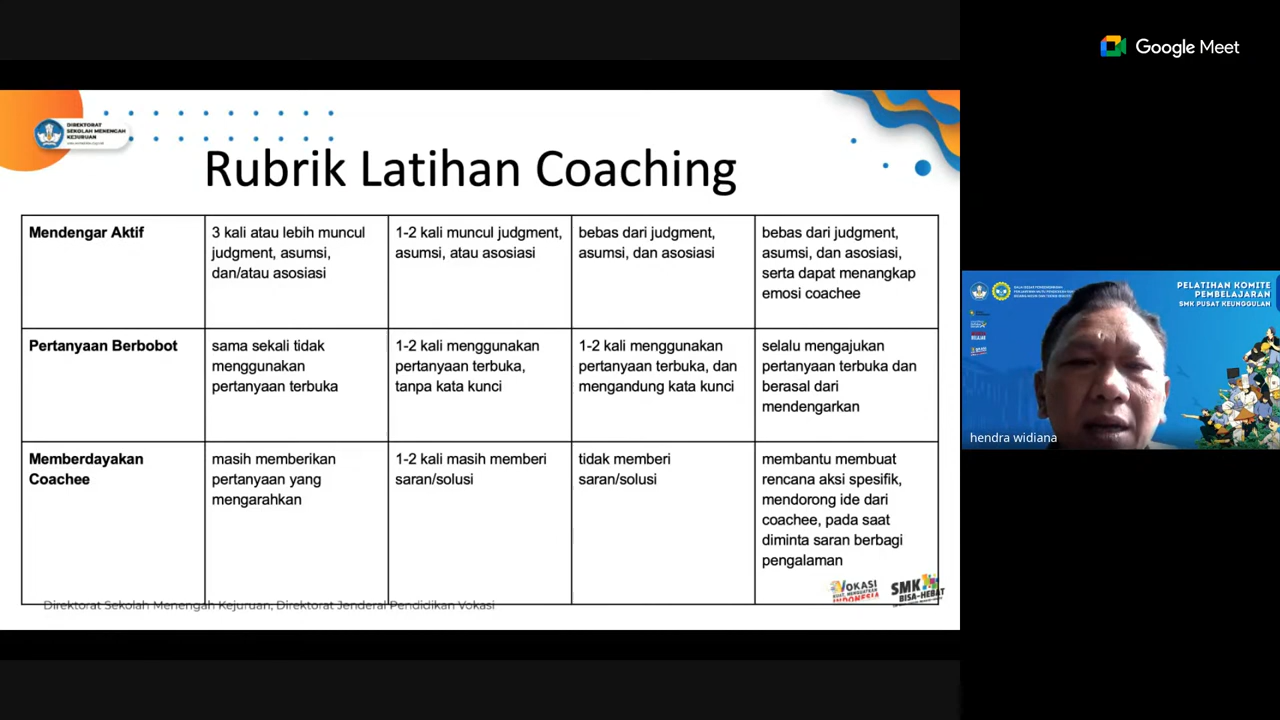 Google Meet
DIREKTORAT
SEKOLAH MENENGAH
KEJURUAN
Rubrik Latihan Coaching
Mendengar Aktif
3 kali atau lebih muncul
judgment, asumsi,
dan/atau asosiasi
1-2 kali muncul judgment,
asumsi, atau asosiasi
bebas dari judgment,
asumsi, dan asosiasi
bebas dari judgment,
asumsi, dan asosiasi,
serta dapat menangkap
emosi coachee
Pertanyaan Berbobot
sama sekali tidak
menggunakan
pertanyaan terbuka
1-2 kali menggunakan
pertanyaan terbuka,
tanpa kata kunci
1-2 kali menggunakan
pertanyaan terbuka, dan
mengandung kata kunci
selalu mengajukan
pertanyaan terbuka dan
berasal dari
mendengarkan
Memberdayakan
Coachee
masih memberikan
pertanyaan yang
mengarahkan
1-2 kali masih memberi
saran/solusi
tidak memberi
saran/solusi
membantu membuat
rencana aksi spesifik,
mendorong ide dari
coachee, pada saat
diminta saran berbagi
pengalaman
Direktorat Sekolah Menengah Kejuruan, Direktorat Jenderal Pendidikan Vokasi
VOKASI
INDONESIA
SMK
BISA-HEBAT
PELATIHAN KOMITE
PEMBELAJARAN
SMK PUSAT KEUNGGULAN
hendra widiana